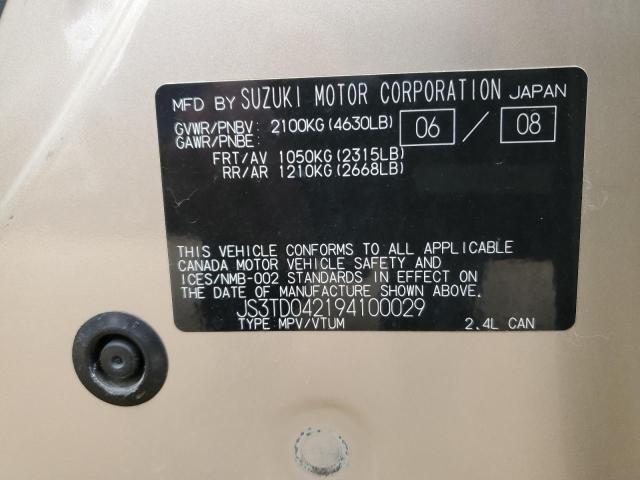 MFD BY SUZUKI MOTOR CORPORATION JAPAN
GVWR/PNBV: 2100KG(4630LB) 06 / 08
GAWR/PNBE:
FRT/AV 1050KG(2315LB)
RR/AR 1210KG(2668LB)
THIS VEHICLE CONFORMS TO ALL APPLICABLE
CANADA MOTOR VEHICLE SAFETY AND
ICES/NMB-002 STANDARDS IN EFFECT ON
THE DATE OF MANUFACTURE SHOWN ABOVE.
JS3TD042194100029
TYPE MPV/VTUM 2.4L CAN